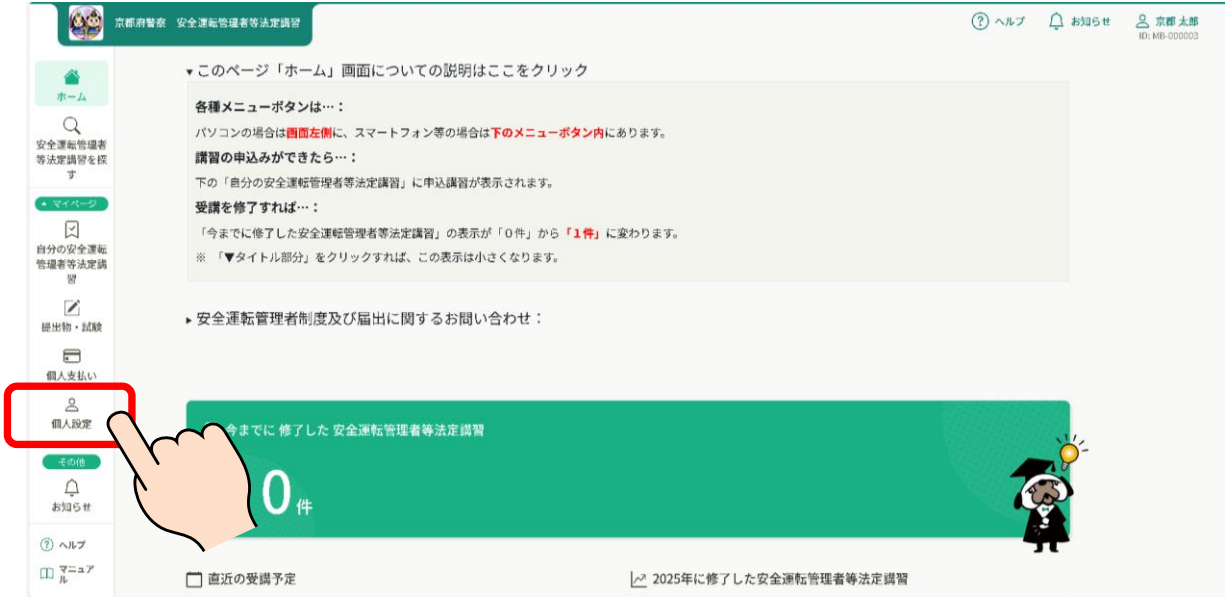 京都府警察 安全運転管理者等法定講習
ヘルプ
お知らせ
京都 太郎
ID: MB-000003
ホーム
安全運転管理者
等法定講習を探
す
マイページ
自分の安全運転
管理者等法定講
習
提出物・試験
個人支払い
個人設定
その他
お知らせ
ヘルプ
マニュア
ル
▾このページ「ホーム」画面についての説明はここをクリック
各種メニューボタンは…：
パソコンの場合は画面左側に、スマートフォン等の場合は下のメニューボタン内にあります。
講習の申込みができたら…：
下の「自分の安全運転管理者等法定講習」に申込講習が表示されます。
受講を修了すれば…：
「今までに修了した安全運転管理者等法定講習」の表示が「０件」から「１件」に変わります。
※ 「▼タイトル部分」をクリックすれば、この表示は小さくなります。
▸安全運転管理者制度及び届出に関するお問い合わせ：
今までに 修了した 安全運転管理者等法定講習
0 件
直近の受講予定
2025年に修了した安全運転管理者等法定講習